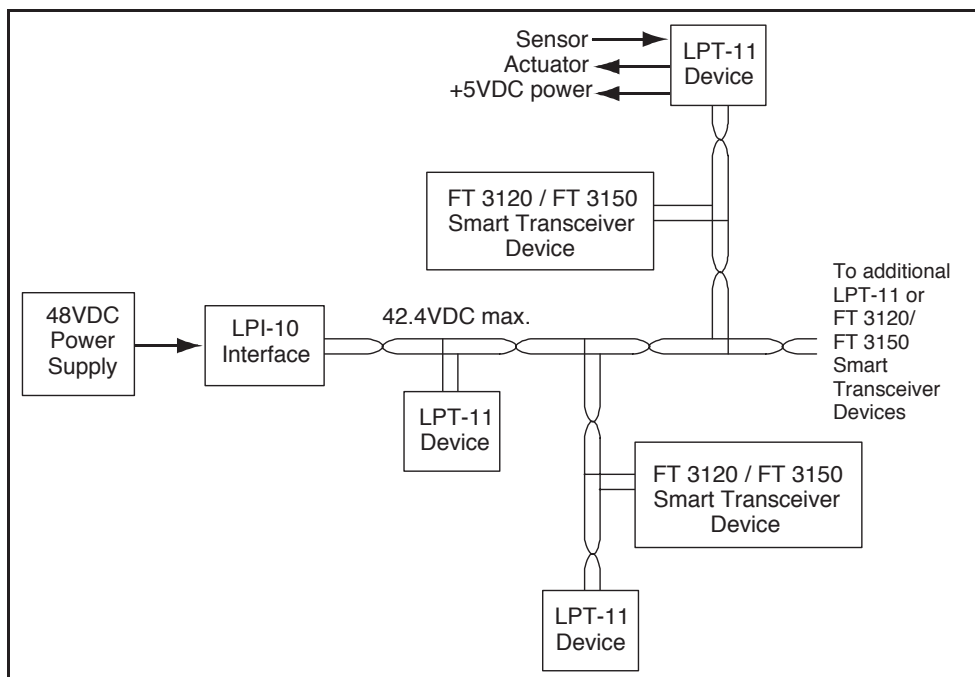 Sensor
Actuator
+5VDC power
LPT-11
Device
FT 3120 / FT 3150
Smart Transceiver
Device
48VDC
Power
Supply
LPI-10
Interface
42.4VDC max.
To additional
LPT-11 or
FT 3120/
FT 3150
Smart
Transceiver
Devices
LPT-11
Device
FT 3120 / FT 3150
Smart Transceiver
Device
LPT-11
Device